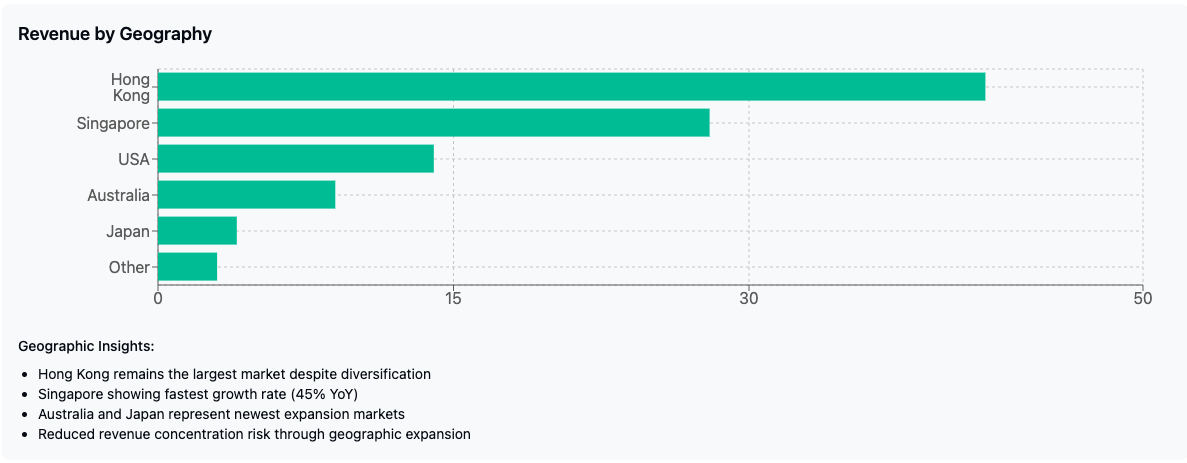 Revenue by Geography
Hong
Kong
Singapore
USA
Australia
Japan
Other
0 15 30 50
Geographic Insights:
• Hong Kong remains the largest market despite diversification
• Singapore showing fastest growth rate (45% YoY)
• Australia and Japan represent newest expansion markets
• Reduced revenue concentration risk through geographic expansion